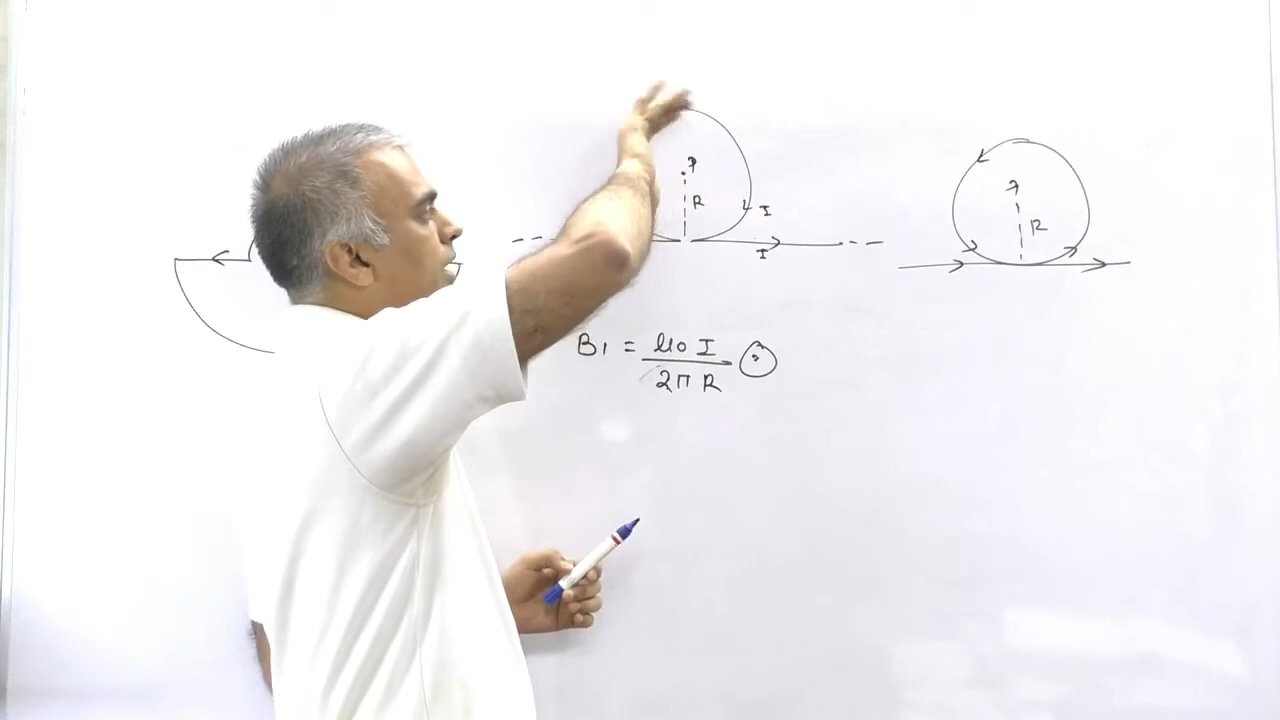 P
R
I
I
P
R
B1 = μ0 I / 2π R ⊙